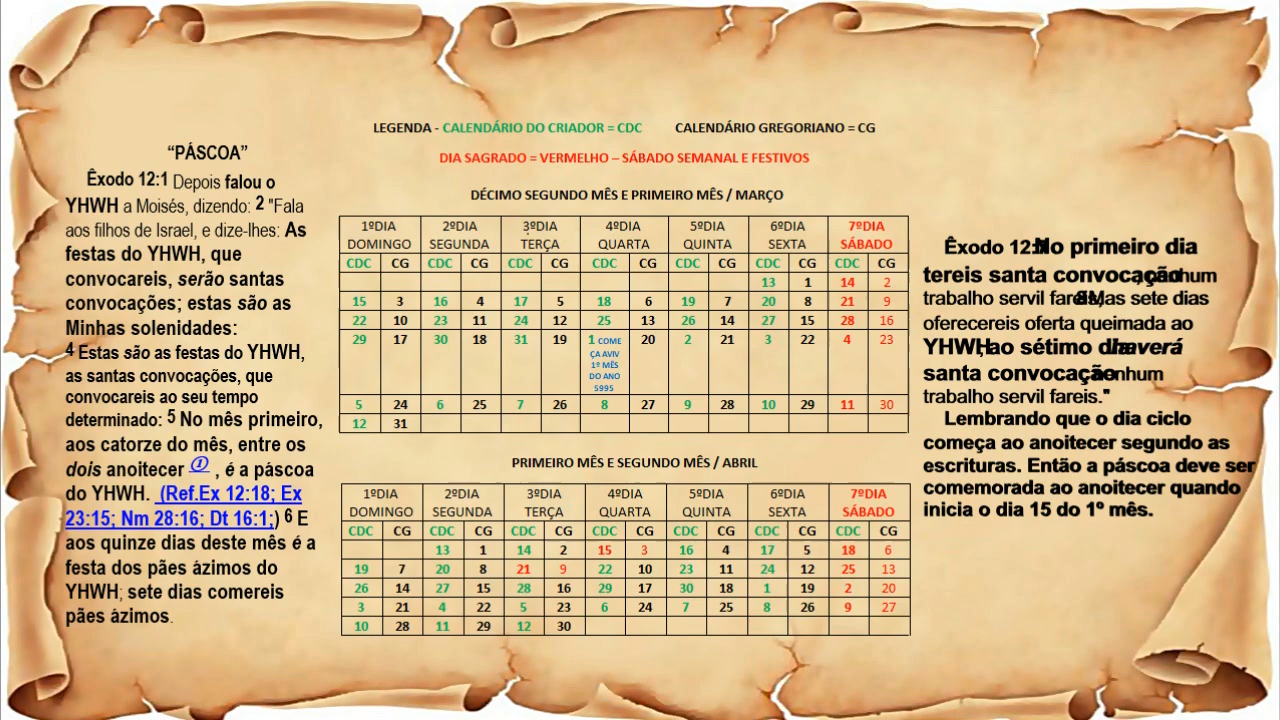 “PÁSCOA”
Êxodo 12:1 Depois falou o
YHWH a Moisés, dizendo: 2 "Fala
aos filhos de Israel, e dize-lhes: As
festas do YHWH, que
convocareis, serão santas
convocações; estas são as
Minhas solenidades:
4 Estas são as festas do YHWH,
as santas convocações, que
convocareis ao seu tempo
determinado: 5 No mês primeiro,
aos catorze do mês, entre os
dois anoitecer ① , é a páscoa
do YHWH. (Ref.Ex 12:18; Ex
23:15; Nm 28:16; Dt 16:1;) 6 E
aos quinze dias deste mês é a
festa dos pães ázimos do
YHWH; sete dias comereis
pães ázimos.
LEGENDA - CALENDÁRIO DO CRIADOR = CDC CALENDÁRIO GREGORIANO = CG
DIA SAGRADO = VERMELHO – SÁBADO SEMANAL E FESTIVOS
DÉCIMO SEGUNDO MÊS E PRIMEIRO MÊS / MARÇO
1ºDIA 2ºDIA 3ºDIA 4ºDIA 5ºDIA 6ºDIA 7ºDIA
DOMINGO SEGUNDA TERÇA QUARTA QUINTA SEXTA SÁBADO
CDC CG CDC CG CDC CG CDC CG CDC CG CDC CG CDC CG
13 1 14 2
15 3 16 4 17 5 18 6 19 7 20 8 21 9
22 10 23 11 24 12 25 13 26 14 27 15 28 16
29 17 30 18 31 19 1 COME 20 2 21 3 22 4 23
ÇA AVIV
1º MÊS
DO ANO
5995
5 24 6 25 7 26 8 27 9 28 10 29 11 30
12 31
PRIMEIRO MÊS E SEGUNDO MÊS / ABRIL
1ºDIA 2ºDIA 3ºDIA 4ºDIA 5ºDIA 6ºDIA 7ºDIA
DOMINGO SEGUNDA TERÇA QUARTA QUINTA SEXTA SÁBADO
CDC CG CDC CG CDC CG CDC CG CDC CG CDC CG CDC CG
13 1 14 2 15 3 16 4 17 5 18 6
19 7 20 8 21 9 22 10 23 11 24 12 25 13
26 14 27 15 28 16 29 17 30 18 1 19 2 20
3 21 4 22 5 23 6 24 7 25 8 26 9 27
10 28 11 29 12 30
Êxodo No primeiro dia
tereis santa convocação
trabalho servil Mas sete dias
oferecereis oferta queimada ao
YHWH, ao sétimo dia haverá
santa convocação nenhum
trabalho servil fareis."
Lembrando que o dia ciclo
começa ao anoitecer segundo as
escrituras. Então a páscoa deve ser
comemorada ao anoitecer quando
inicia o dia 15 do 1º mês.